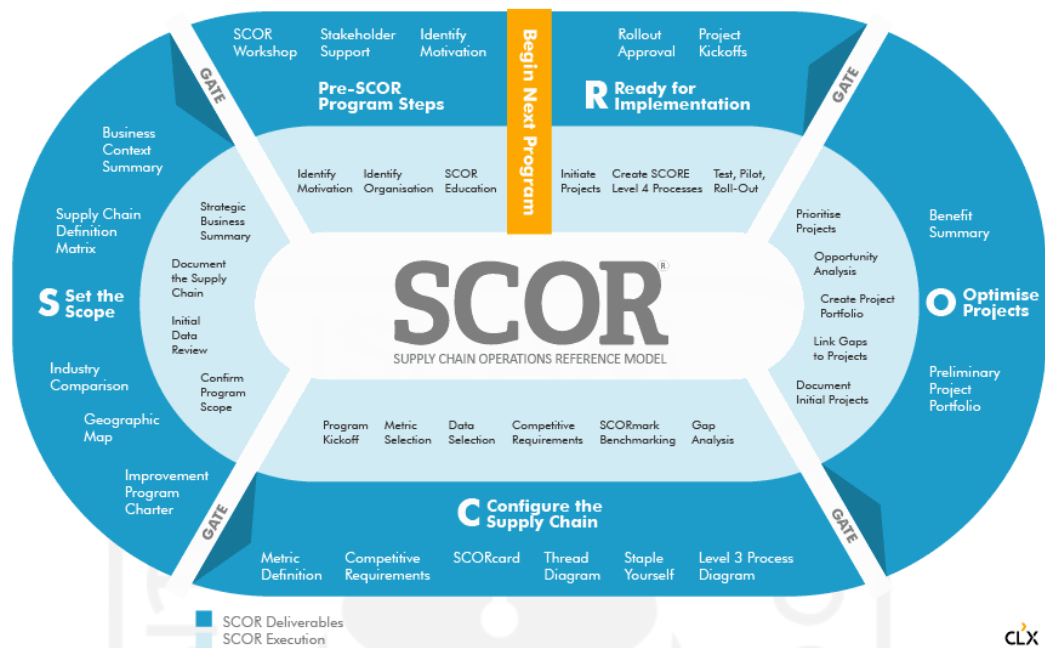 SCOR
Workshop
Stakeholder
Support
Identify
Motivation
Pre-SCOR
Program Steps
Begin Next Program
Rollout
Approval
Project
Kickoffs
R Ready for
Implementation
GATE
GATE
Identify
Motivation
Identify
Organisation
SCOR
Education
Initiate
Projects
Create SCORE
Level 4 Processes
Test, Pilot,
Roll-Out
Business
Context
Summary
Supply Chain
Definition
Matrix
S Set the
Scope
Industry
Comparison
Geographic
Map
Improvement
Program
Charter
Strategic
Business
Summary
Document
the Supply
Chain
Initial
Data
Review
Confirm
Program
Scope
SCOR®
SUPPLY CHAIN OPERATIONS REFERENCE MODEL
Prioritise
Projects
Opportunity
Analysis
Create Project
Portfolio
Link Gaps
to Projects
Document
Initial Projects
Benefit
Summary
O Optimise
Projects
Preliminary
Project
Portfolio
Program
Kickoff
Metric
Selection
Data
Selection
Competitive
Requirements
SCORmark
Benchmarking
Gap
Analysis
GATE
GATE
C Configure the
Supply Chain
Metric
Definition
Competitive
Requirements
SCORcard
Thread
Diagram
Staple
Yourself
Level 3 Process
Diagram
SCOR Deliverables
SCOR Execution
CLX